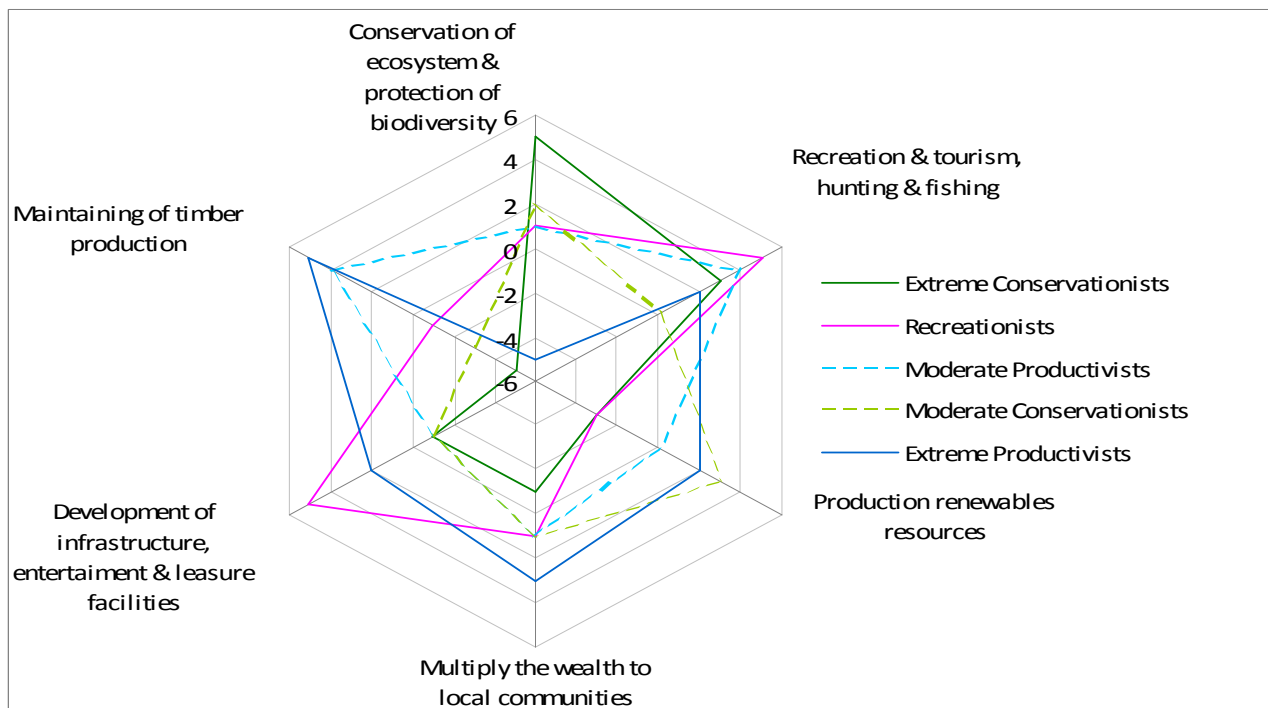 Conservation of
ecosystem &
protection of
biodiversity
6
4
2
0
-2
-4
-6
Recreation & tourism,
hunting & fishing
Maintaining of timber
production
Extreme Conservationists
Recreationists
Moderate Productivists
Moderate Conservationists
Extreme Productivists
Production renewables
resources
Development of
infrastructure,
entertaiment & leasure
facilities
Multiply the wealth to
local communities